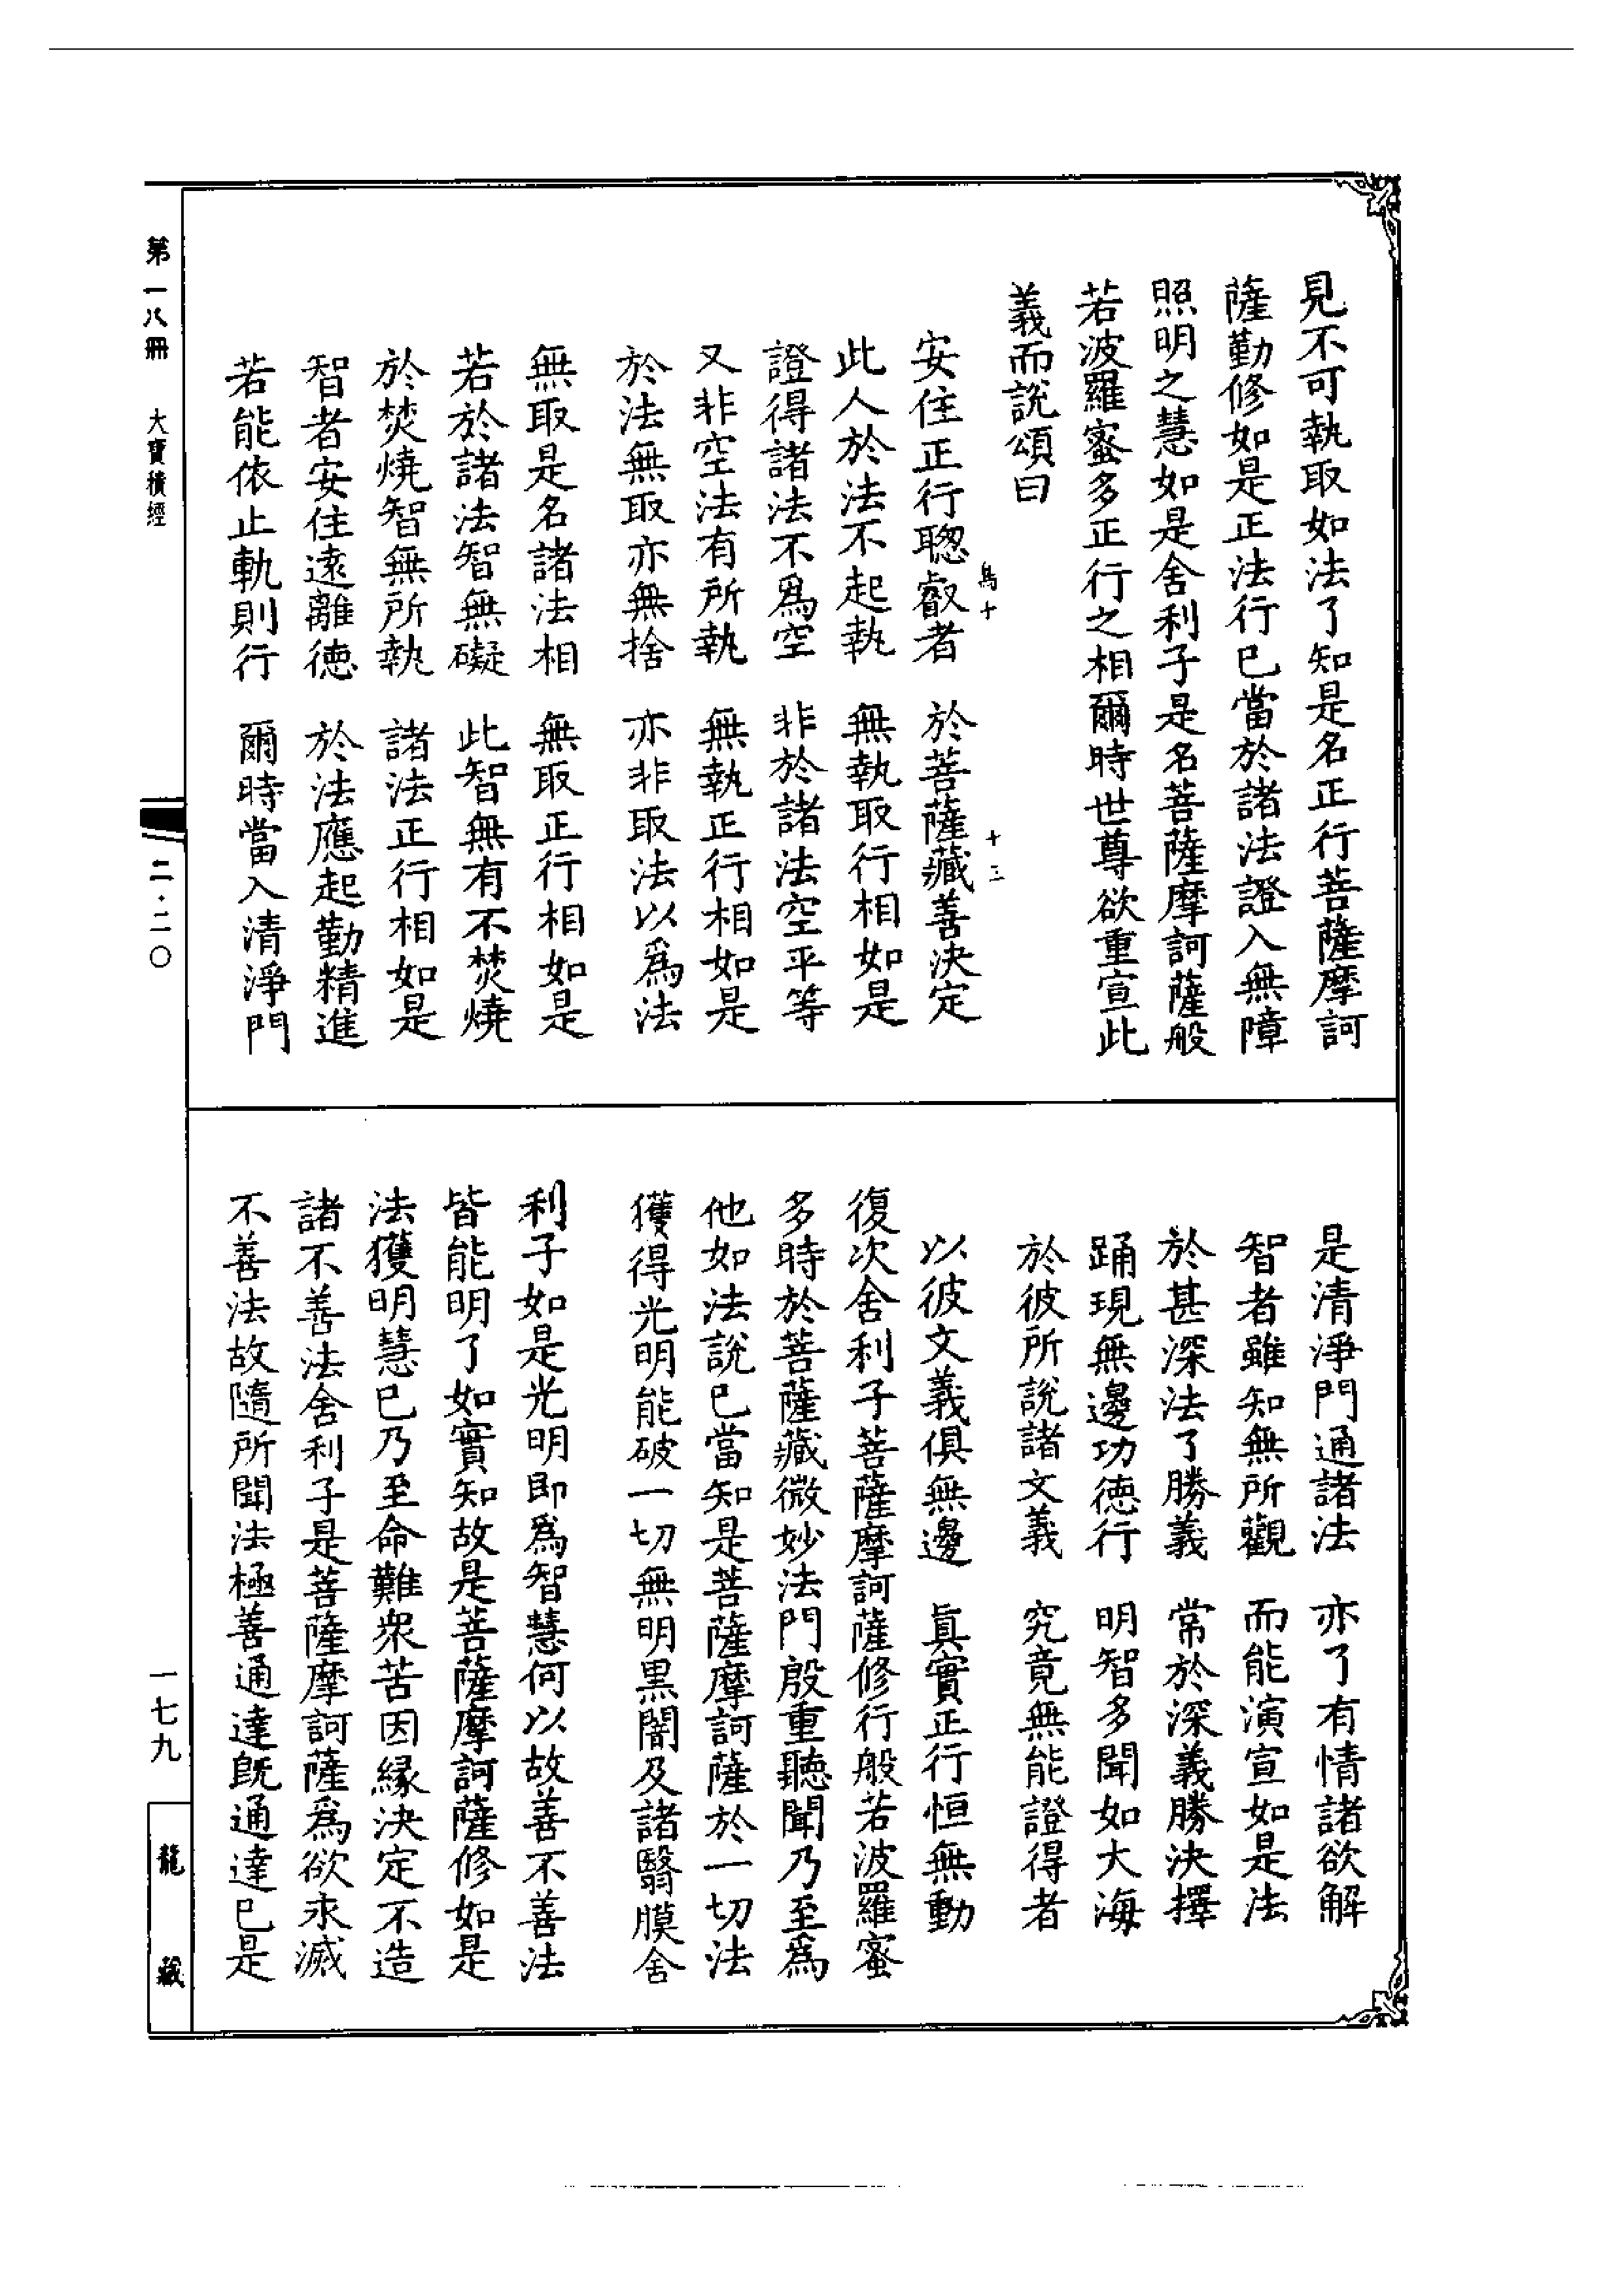 見不可執取如法了知是名正行菩薩摩訶
薩勤修如是正法行已當於諸法證入無障
照明之慧如是舍利子是名菩薩摩訶薩般
若波羅蜜多正行之相爾時世尊欲重宣此
義而說頌曰
安住正行聰叡者　於菩薩藏善決定
此人於法不起執　無執取行相如是
證得諸法不爲空　非於諸法空平等
又非空法有所執　無執正行相如是
於法無取亦無捨　亦非取法以爲法
無取是名諸法相　無取正行相如是
若於諸法智無礙　此智無有不焚燒
於焚燒智無所執　諸法正行相如是
智者安住遠離德　於法應起勤精進
若能依止軌則行　爾時當入清淨門
十三
是清淨門通諸法　亦了有情諸欲解
智者雖知無所觀　而能演宣如是法
於甚深法了勝義　常於深義勝決擇
踊現無邊功德行　明智多聞如大海
於彼所說諸文義　究竟無能證得者
以彼文義俱無邊　眞實正行恒無動
復次舍利子菩薩摩訶薩修行般若波羅蜜
多時於菩薩藏微妙法門殷重聽聞乃至爲
他如法說已當知是菩薩摩訶薩於一切法
獲得光明能破一切無明黑闇及諸翳膜舍
利子如是光明即爲智慧何以故善不善法
皆能明了如實知故是菩薩摩訶薩修如是
法獲明慧已乃至命難衆苦因緣決定不造
諸不善法舍利子是菩薩摩訶薩爲欲永滅
不善法故隨所聞法極善通達既通達已是
第一八冊　大寶積經
二·二〇
一七九
龍藏